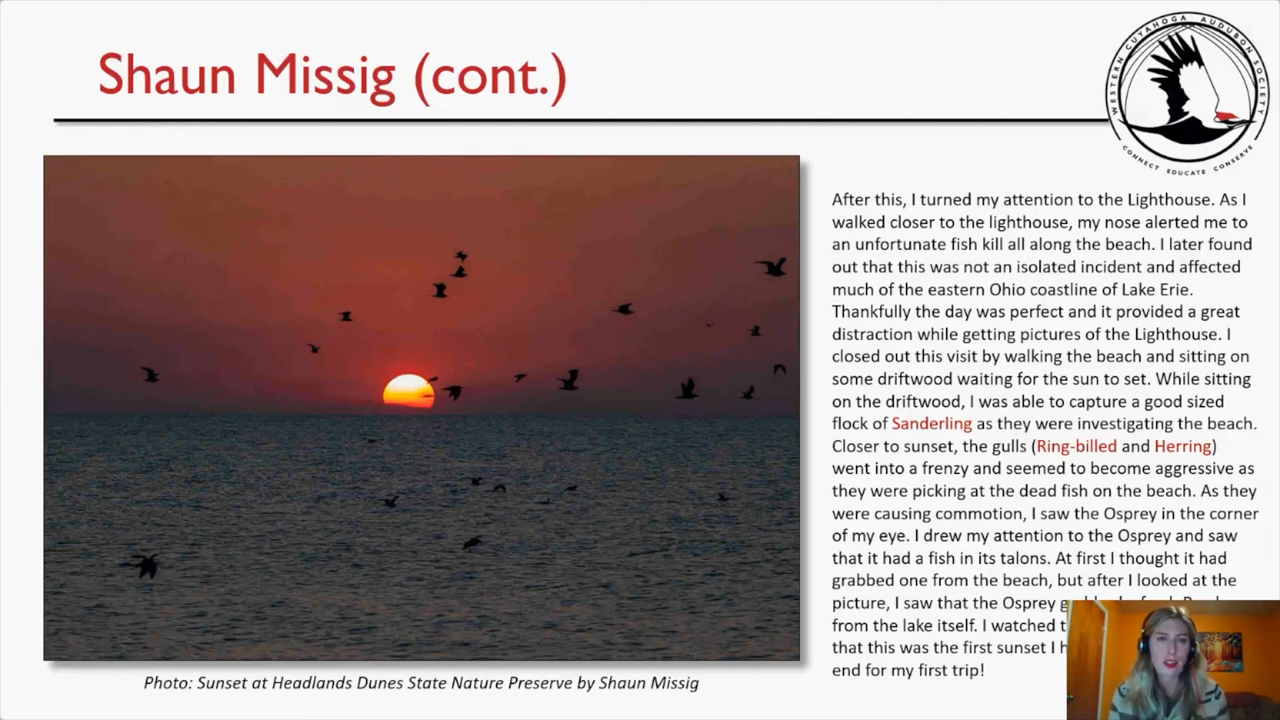 Shaun Missig (cont.)
WESTERN CUYAHOGA AUDUBON SOCIETY
CONNECT EDUCATE CONSERVE
After this, I turned my attention to the Lighthouse. As I
walked closer to the lighthouse, my nose alerted me to
an unfortunate fish kill all along the beach. I later found
out that this was not an isolated incident and affected
much of the eastern Ohio coastline of Lake Erie.
Thankfully the day was perfect and it provided a great
distraction while getting pictures of the Lighthouse. I
closed out this visit by walking the beach and sitting on
some driftwood waiting for the sun to set. While sitting
on the driftwood, I was able to capture a good sized
flock of Sanderling as they were investigating the beach.
Closer to sunset, the gulls (Ring-billed and Herring)
went into a frenzy and seemed to become aggressive as
they were picking at the dead fish on the beach. As they
were causing commotion, I saw the Osprey in the corner
of my eye. I drew my attention to the Osprey and saw
that it had a fish in its talons. At first I thought it had
grabbed one from the beach, but after I looked at the
picture, I saw that the Osprey
from the lake itself. I watched
that this was the first sunset I
end for my first trip!
Photo: Sunset at Headlands Dunes State Nature Preserve by Shaun Missig